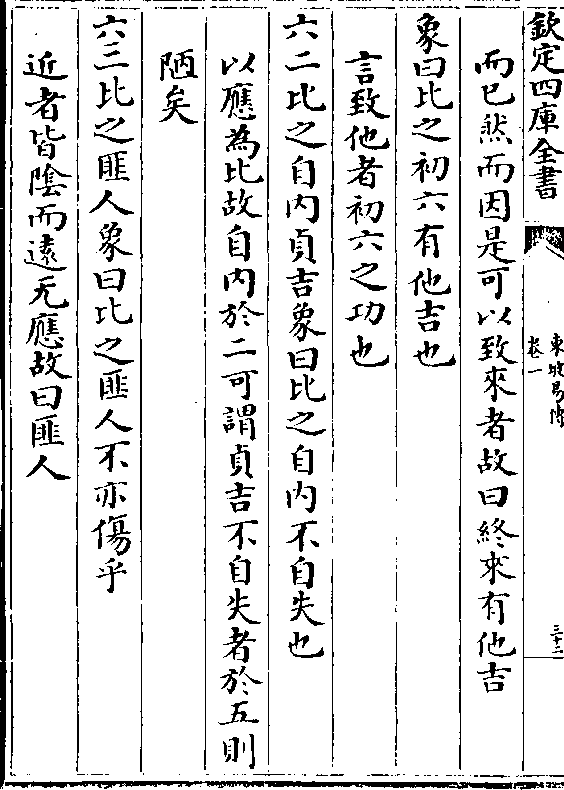 欽定四庫全書
東坡易傳
卷一
三十二
而已然而因是可以致來者故曰終來有他吉
象曰比之初六有他吉也
言致他者初六之功也
六二比之自内貞吉象曰比之自内不自失也
以應為比故自内於二可謂貞吉不自失者於五則
陋矣
六三比之匪人象曰比之匪人不亦傷乎
近者皆陰而遠无應故曰匪人